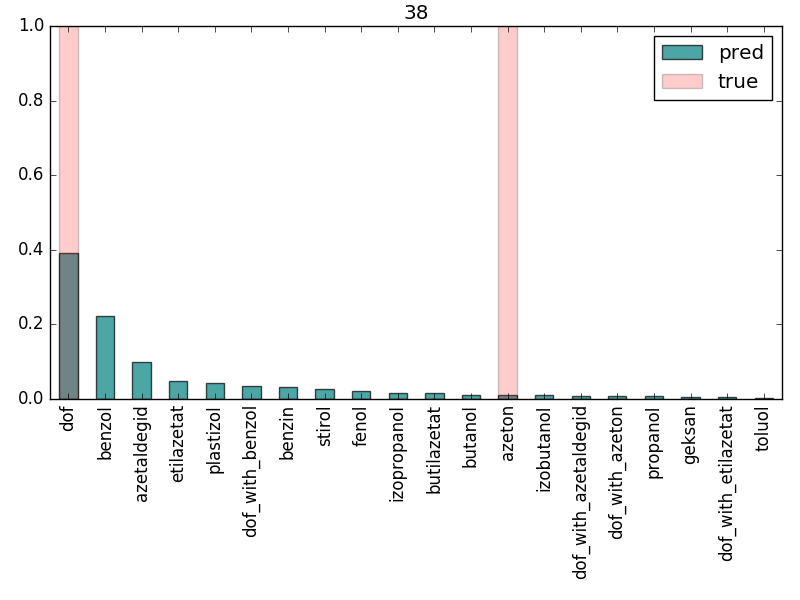 38
1.0
0.8
0.6
0.4
0.2
0.0
pred
true
dof
benzol
azetaldegid
etilazetat
plastizol
dof_with_benzol
benzin
stirol
fenol
izopropanol
butilazetat
butanol
azeton
izobutanol
dof_with_azetaldegid
dof_with_azeton
propanol
geksan
dof_with_etilazetat
toluol